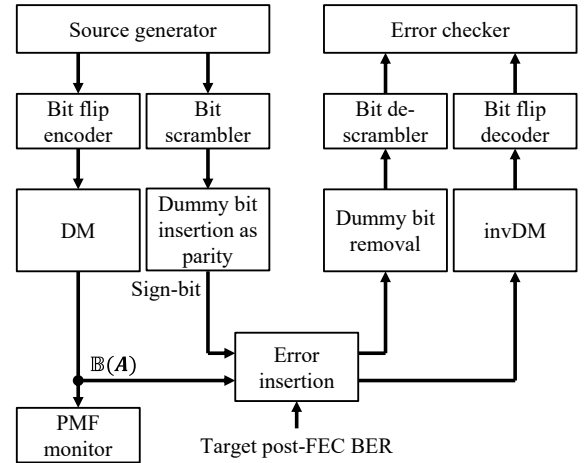 Source generator
Error checker
Bit flip
encoder
Bit
scrambler
Bit de-
scrambler
Bit flip
decoder
DM
Dummy bit
insertion as
parity
Dummy bit
removal
invDM
Sign-bit
𝔹(𝑨)
Error
insertion
PMF
monitor
Target post-FEC BER